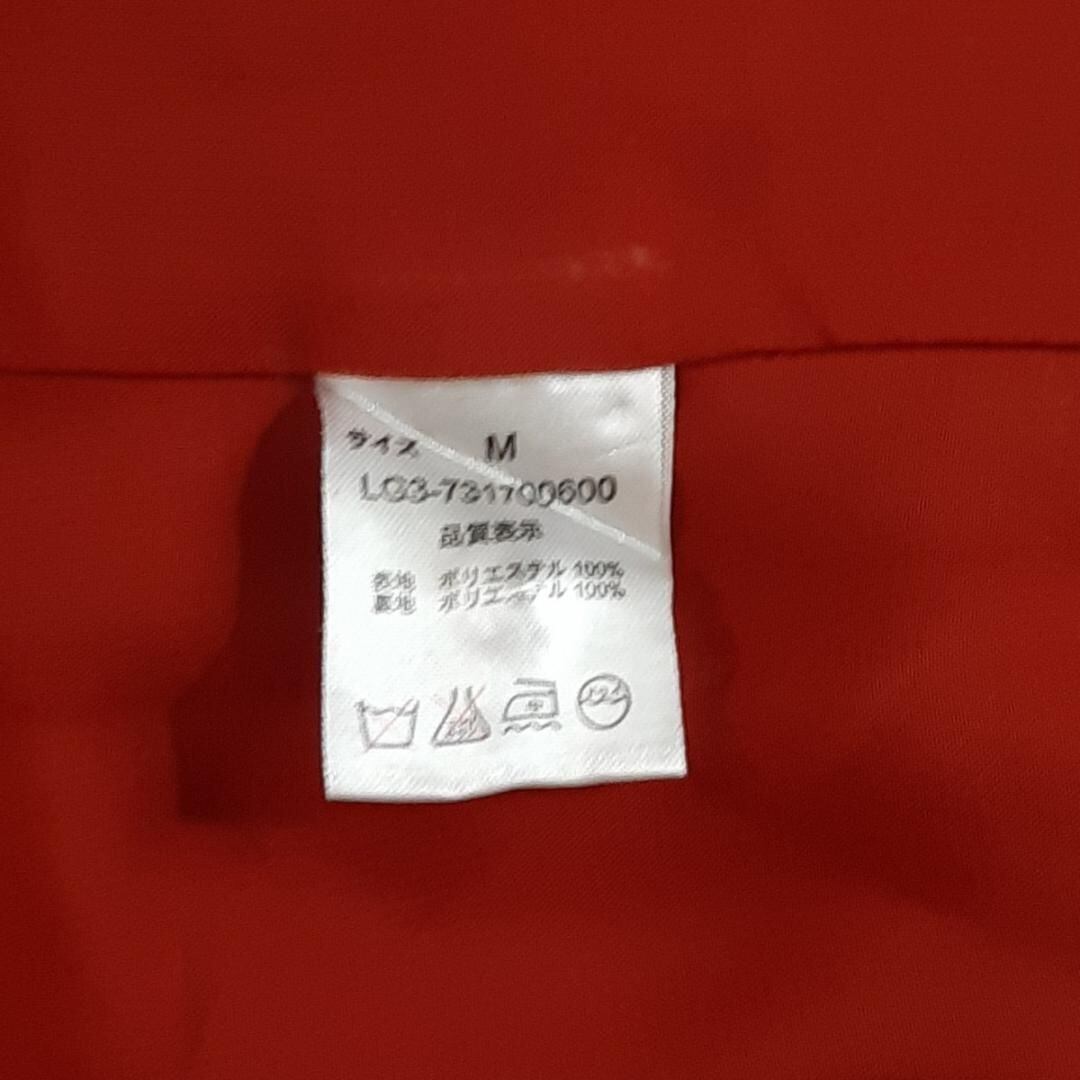 サイズ M
LG3-731700600
品質表示
表地 ポリエステル 100%
裏地 ポリエステル 100%